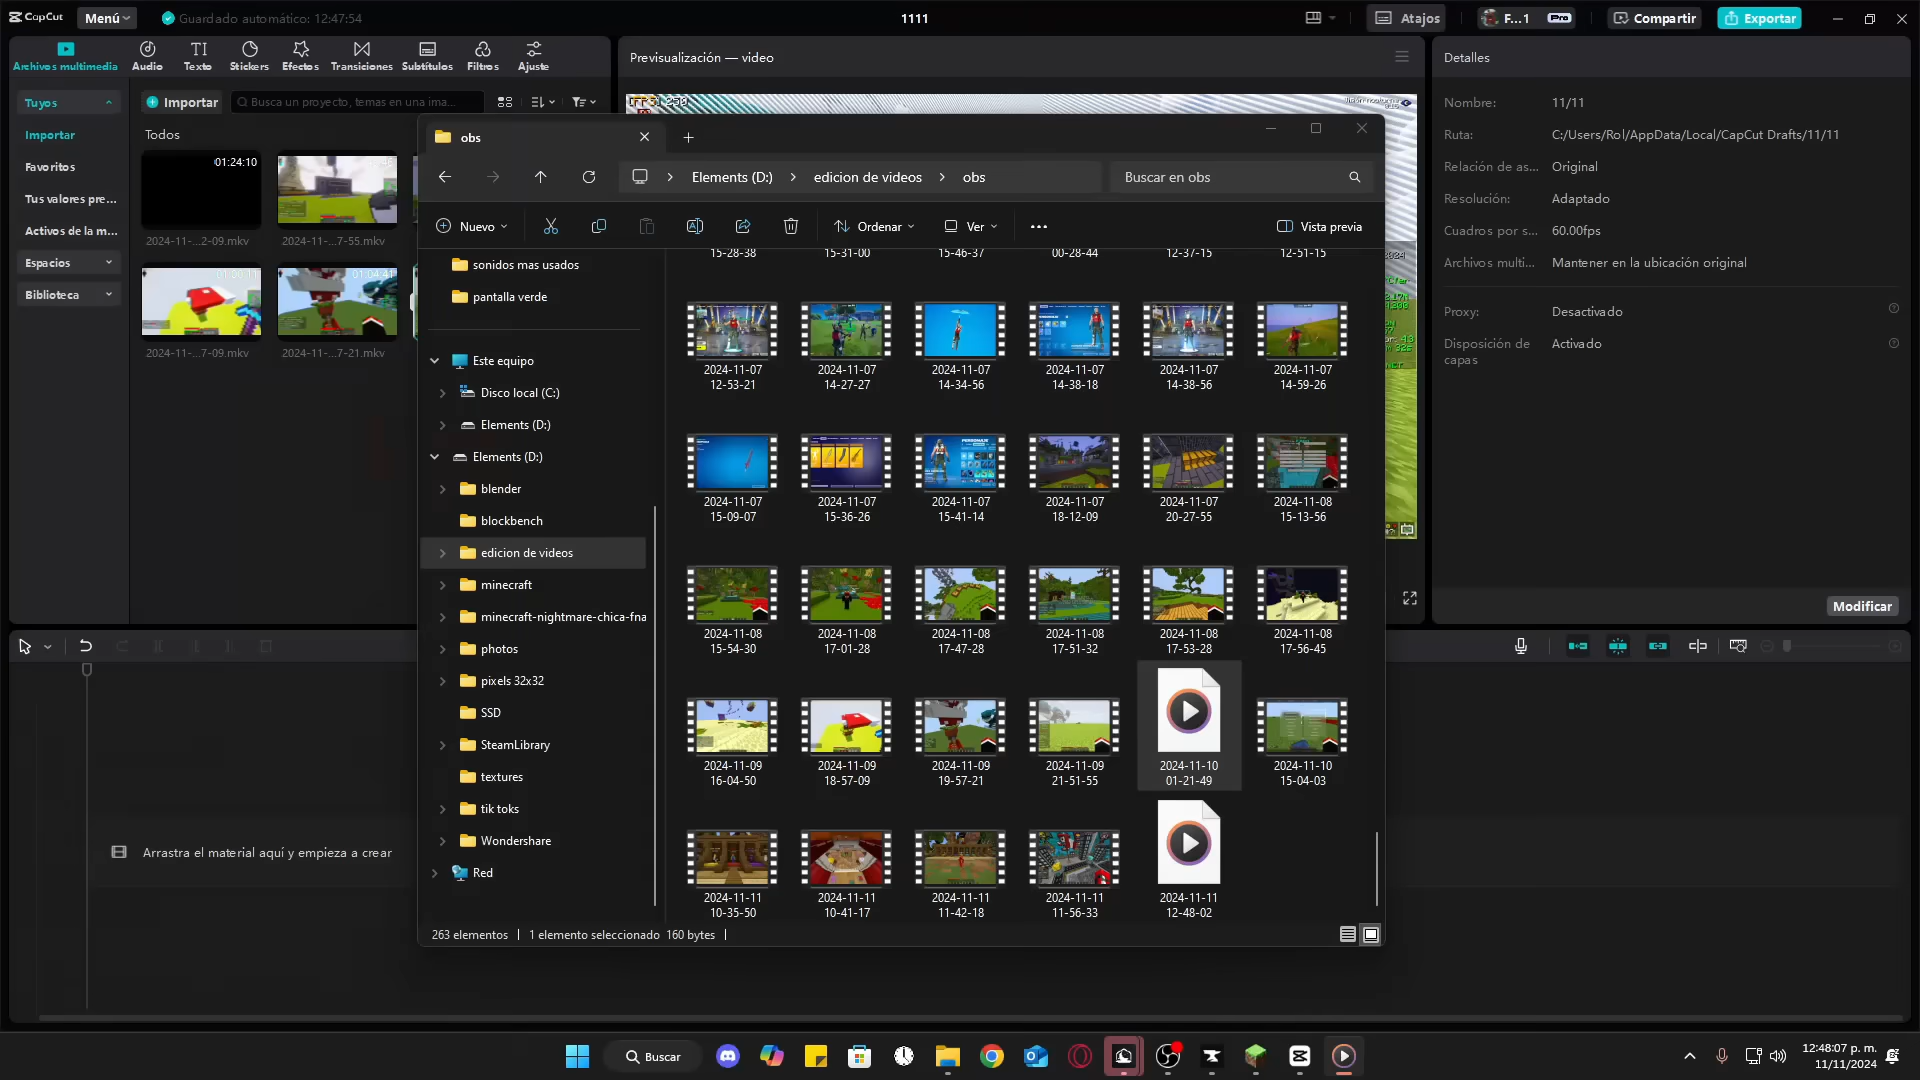 CapCut
Menú
Guardado automático: 12:47:54
1111
Atajos
F...1
Pro
Compartir
Exportar
Archivos multimedia
Audio
Texto
Stickers
Efectos
Transiciones
Subtítulos
Filtros
Ajuste
Previsualización — video
Detalles
Tuyos
Importar
Favoritos
Tus valores pre...
Activos de la m...
Espacios
Biblioteca
Importar
Busca un proyecto, temas en una ima...
Todos
01:24:10
2024-11-...2-09.mkv
2024-11-...7-55.mkv
2024-11-...7-09.mkv
01:04:41
2024-11-...7-21.mkv
Nombre:
11/11
Ruta:
C:/Users/Rol/AppData/Local/CapCut Drafts/11/11
Relación de as...
Original
Resolución:
Adaptado
Cuadros por s...
60.00fps
Archivos multi...
Mantener en la ubicación original
Proxy:
Desactivado
Disposición de capas
Activado
Modificar
obs
Elements (D:)
edicion de videos
obs
Buscar en obs
Nuevo
Ordenar
Ver
Vista previa
sonidos mas usados
pantalla verde
Este equipo
Disco local (C:)
Elements (D:)
Elements (D:)
blender
blockbench
edicion de videos
minecraft
minecraft-nightmare-chica-fna
photos
pixels 32x32
SSD
SteamLibrary
textures
tik toks
Wondershare
Red
15-28-38
15-31-00
15-46-37
00-28-44
12-37-15
12-51-15
2024-11-07 12-53-21
2024-11-07 14-27-27
2024-11-07 14-34-56
2024-11-07 14-38-18
2024-11-07 14-38-56
2024-11-07 14-59-26
2024-11-07 15-09-07
2024-11-07 15-36-26
2024-11-07 15-41-14
2024-11-07 18-12-09
2024-11-07 20-27-55
2024-11-08 15-13-56
2024-11-08 15-54-30
2024-11-08 17-01-28
2024-11-08 17-47-28
2024-11-08 17-51-32
2024-11-08 17-53-28
2024-11-08 17-56-45
2024-11-09 16-04-50
2024-11-09 18-57-09
2024-11-09 19-57-21
2024-11-09 21-51-55
2024-11-10 01-21-49
2024-11-10 15-04-03
2024-11-11 10-35-50
2024-11-11 10-41-17
2024-11-11 11-42-18
2024-11-11 11-56-33
2024-11-11 12-48-02
263 elementos
1 elemento seleccionado 160 bytes
Arrastra el material aquí y empieza a crear
Buscar
12:48:07 p. m.
11/11/2024